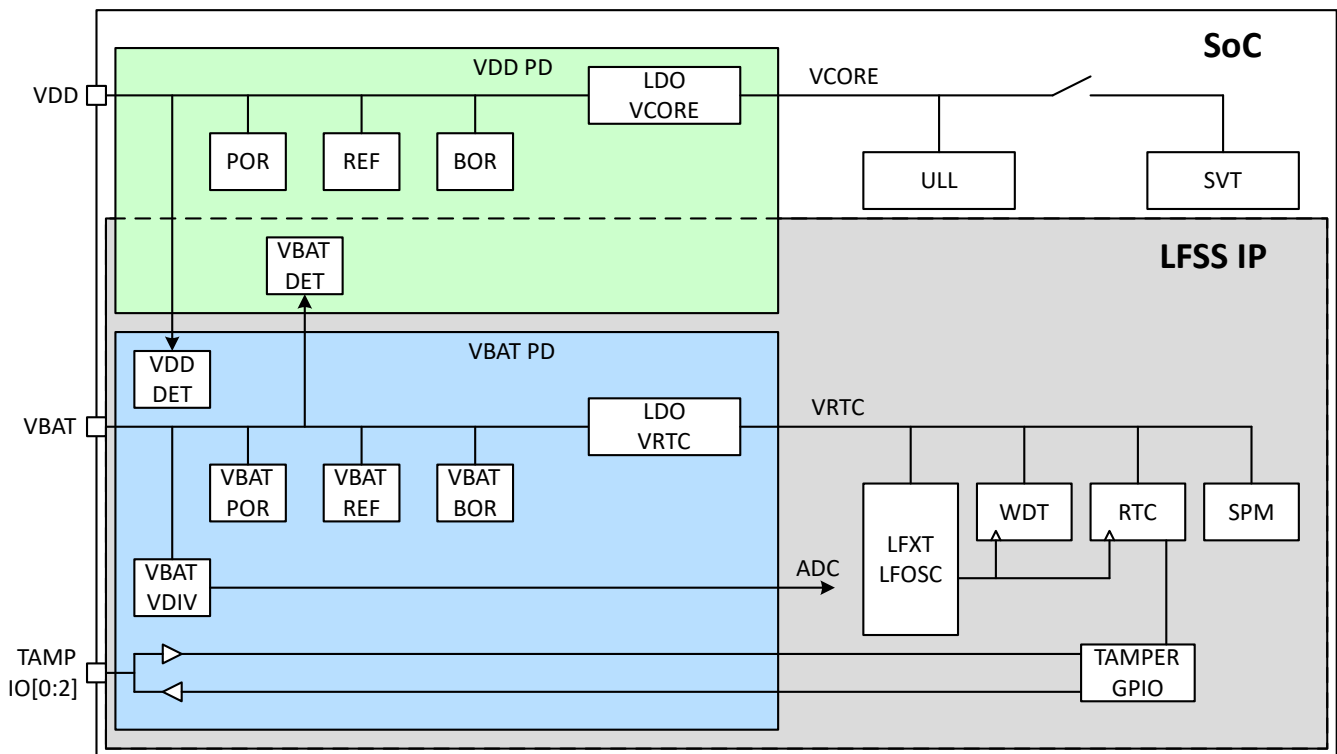 SoC
VDD PD
VDD
LDO
VCORE
VCORE
POR
REF
BOR
ULL
SVT
LFSS IP
VBAT
DET
VBAT PD
VDD
DET
VBAT
LDO
VRTC
VRTC
VBAT
POR
VBAT
REF
VBAT
BOR
LFXT
LFOSC
WDT
RTC
SPM
VBAT
VDIV
ADC
TAMP
IO[0:2]
TAMPER
GPIO